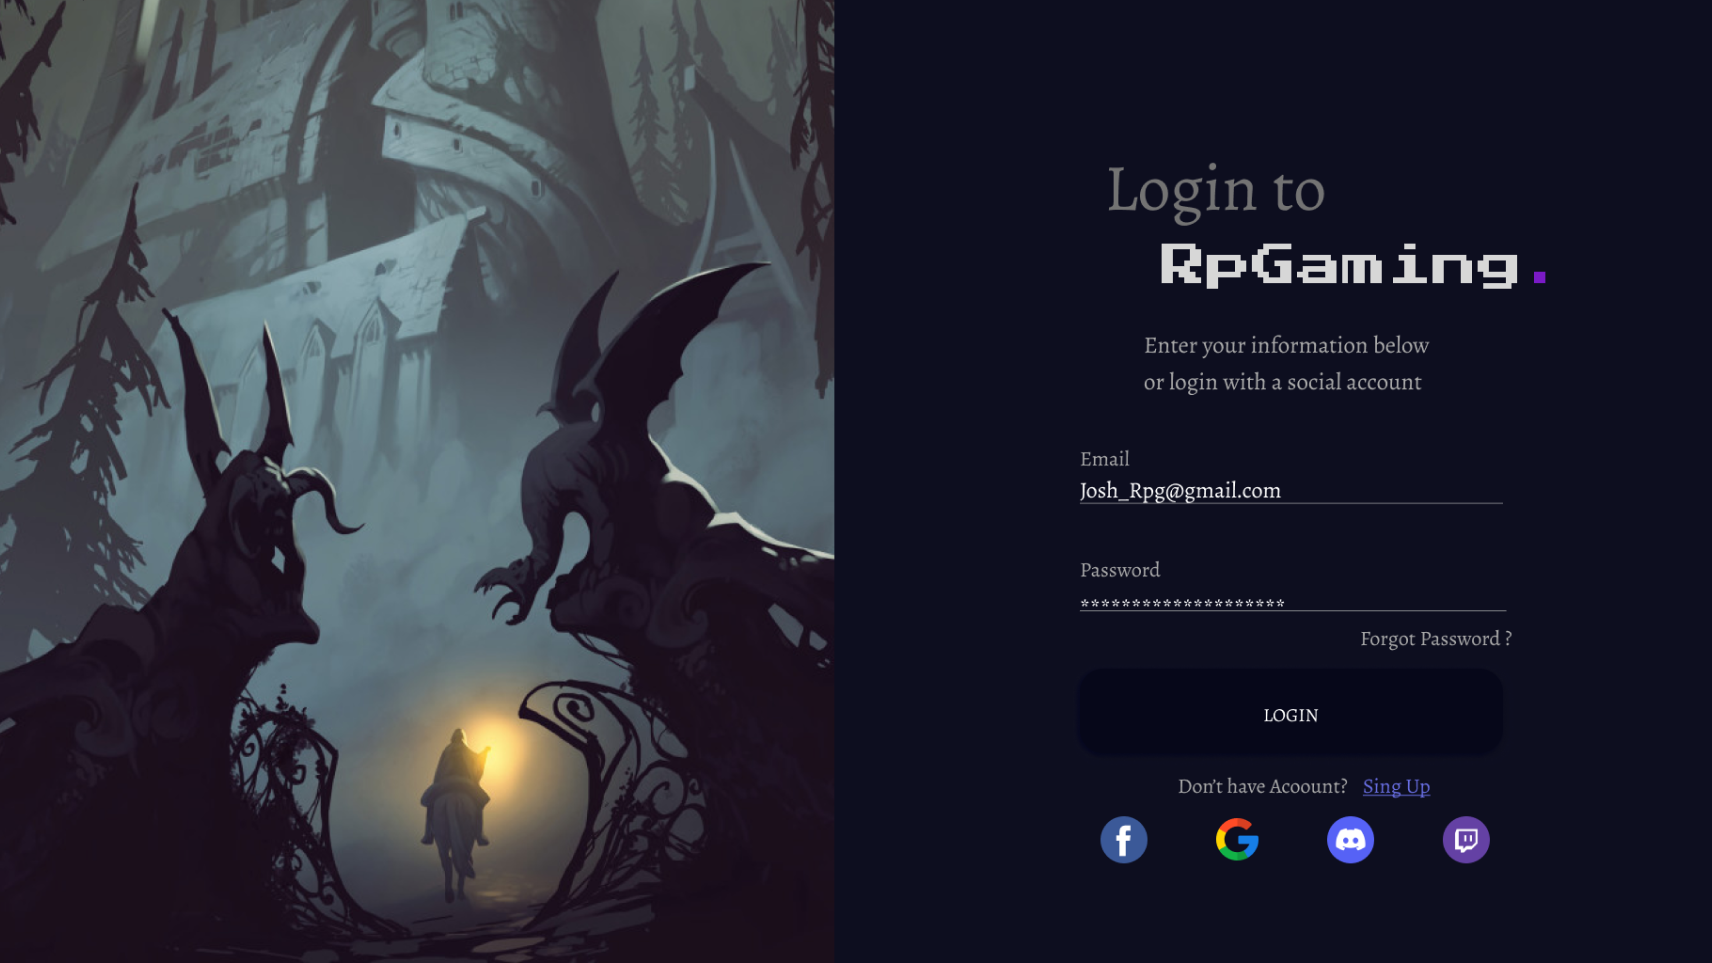 Login to
RpGaming.
Enter your information below
or login with a social account
Email
Josh_Rpg@gmail.com
Password
********************
Forgot Password ?
LOGIN
Don't have Acoount? Sing Up